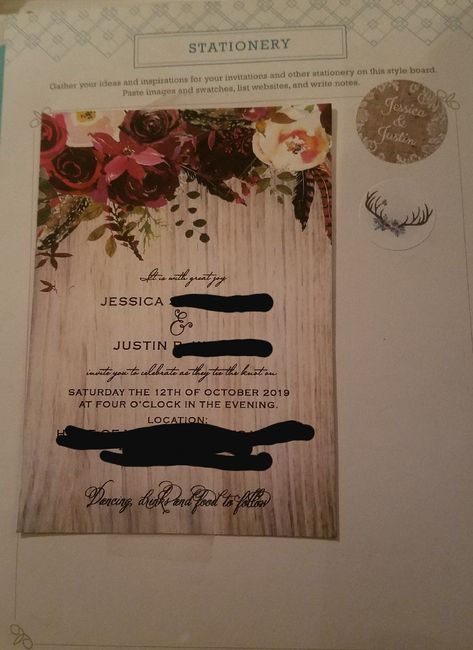 STATIONERY
Gather your ideas and inspirations for your invitations and other stationery on this style board.
Paste images and swatches, list websites, and write notes.
Jessica
&
Justin
It is with great joy
JESSICA
&
JUSTIN
invite you to celebrate as they tie the knot on
SATURDAY THE 12TH OF OCTOBER 2019
AT FOUR O'CLOCK IN THE EVENING.
LOCATION:
Dancing, drinks and food to follow